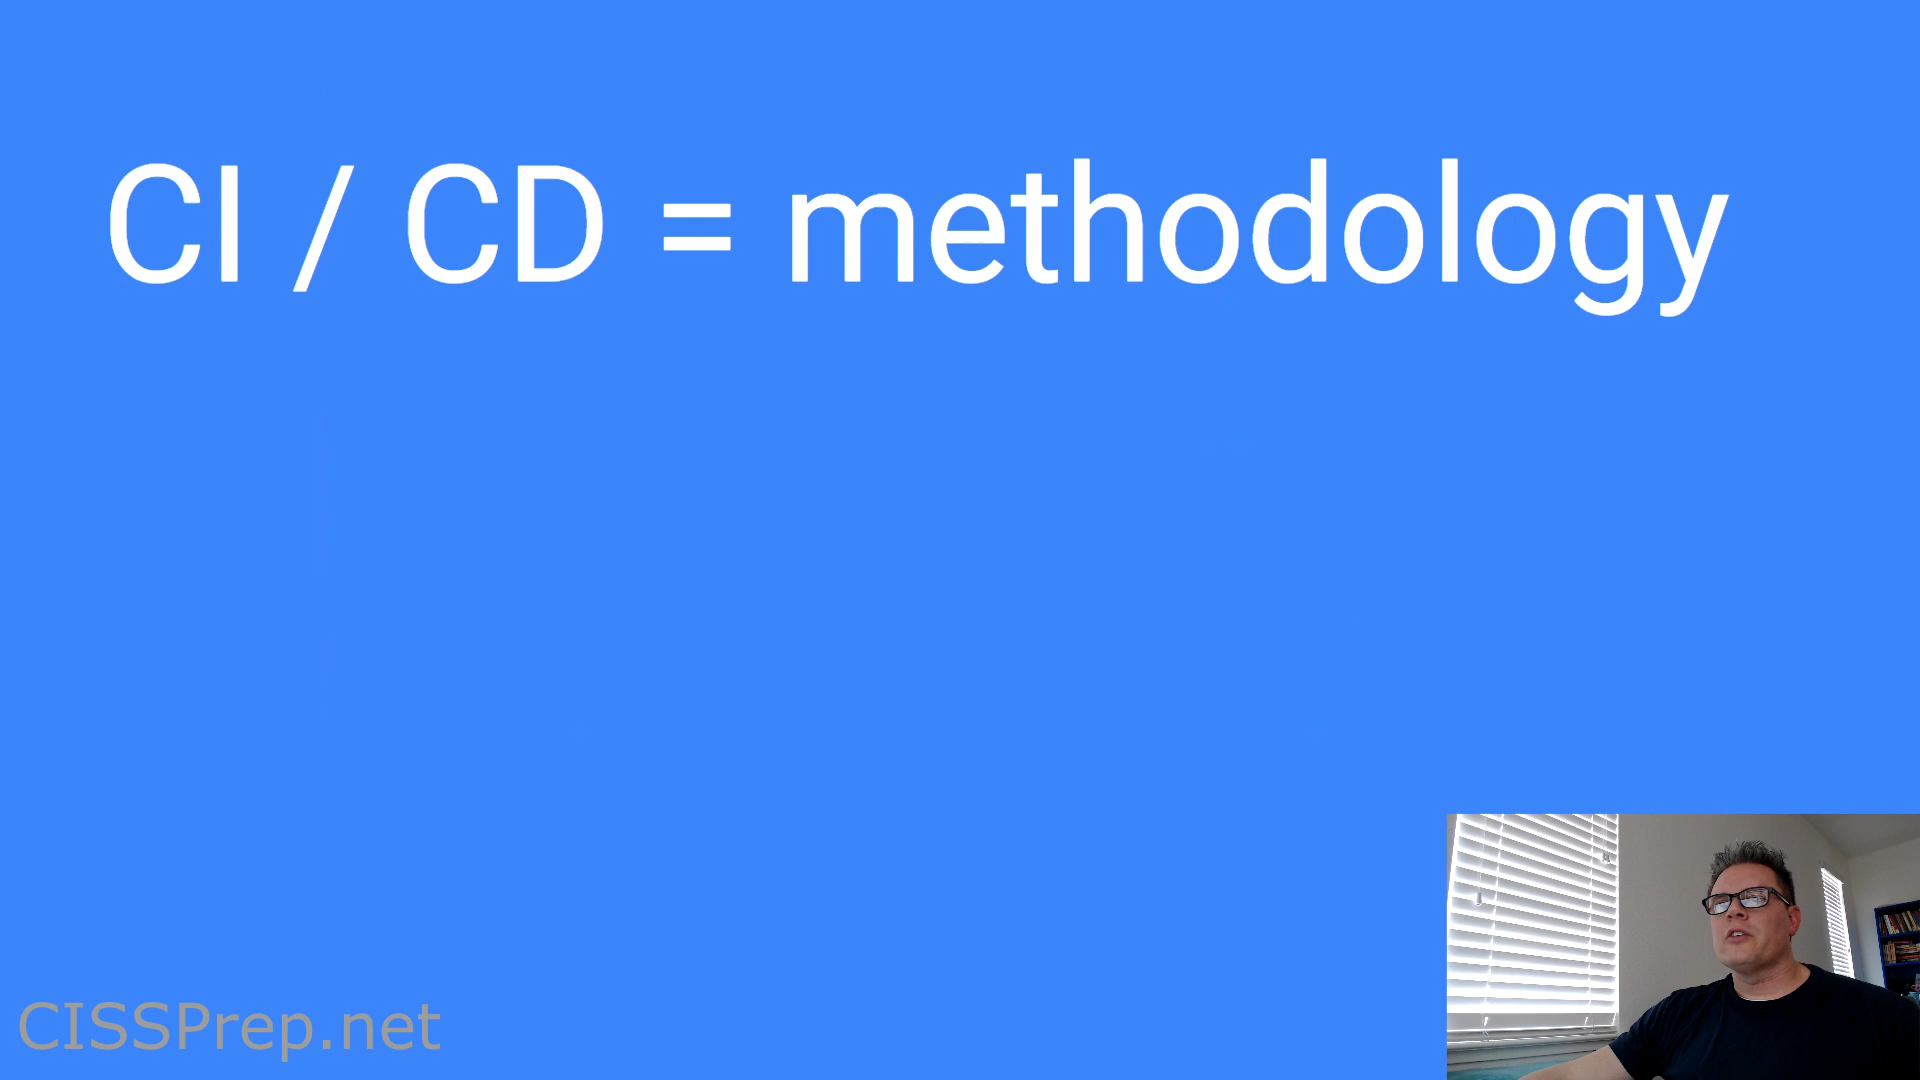 CI / CD = methodology
CISSPrep.net